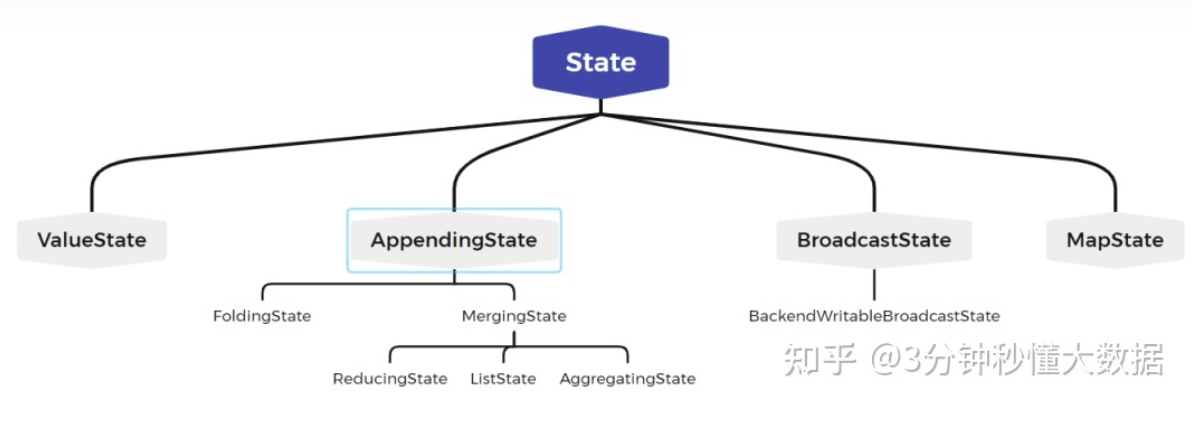 State
ValueState
AppendingState
BroadcastState
MapState
FoldingState
MergingState
BackendWritableBroadcastState
ReducingState
ListState
AggregatingState
知乎 @3分钟秒懂大数据